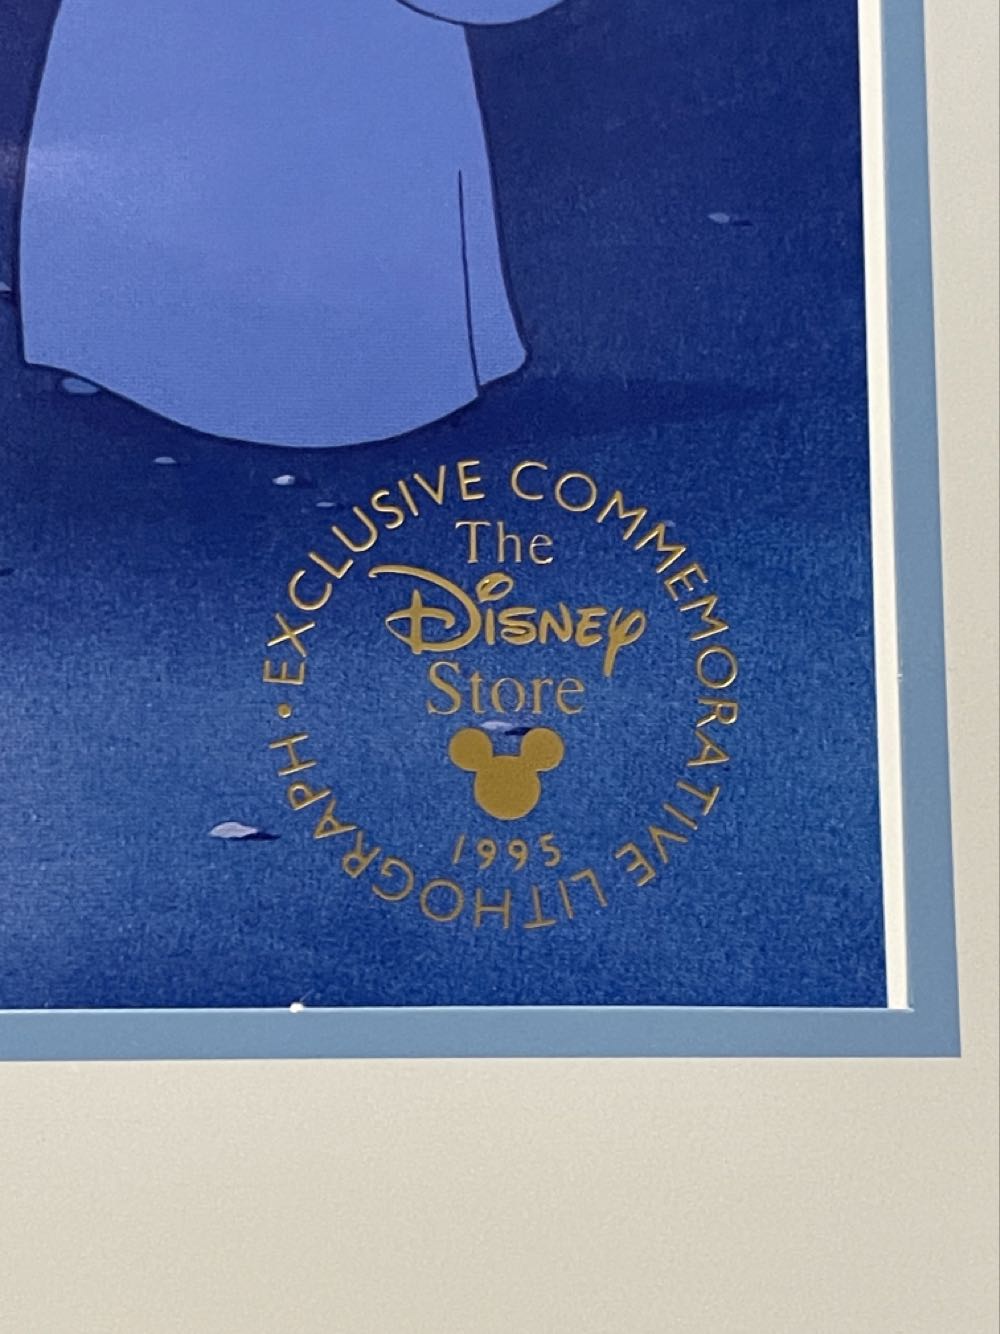 EXCLUSIVE COMMEMORATIVE LITHOGRAPH •
The
Disney
Store
1995